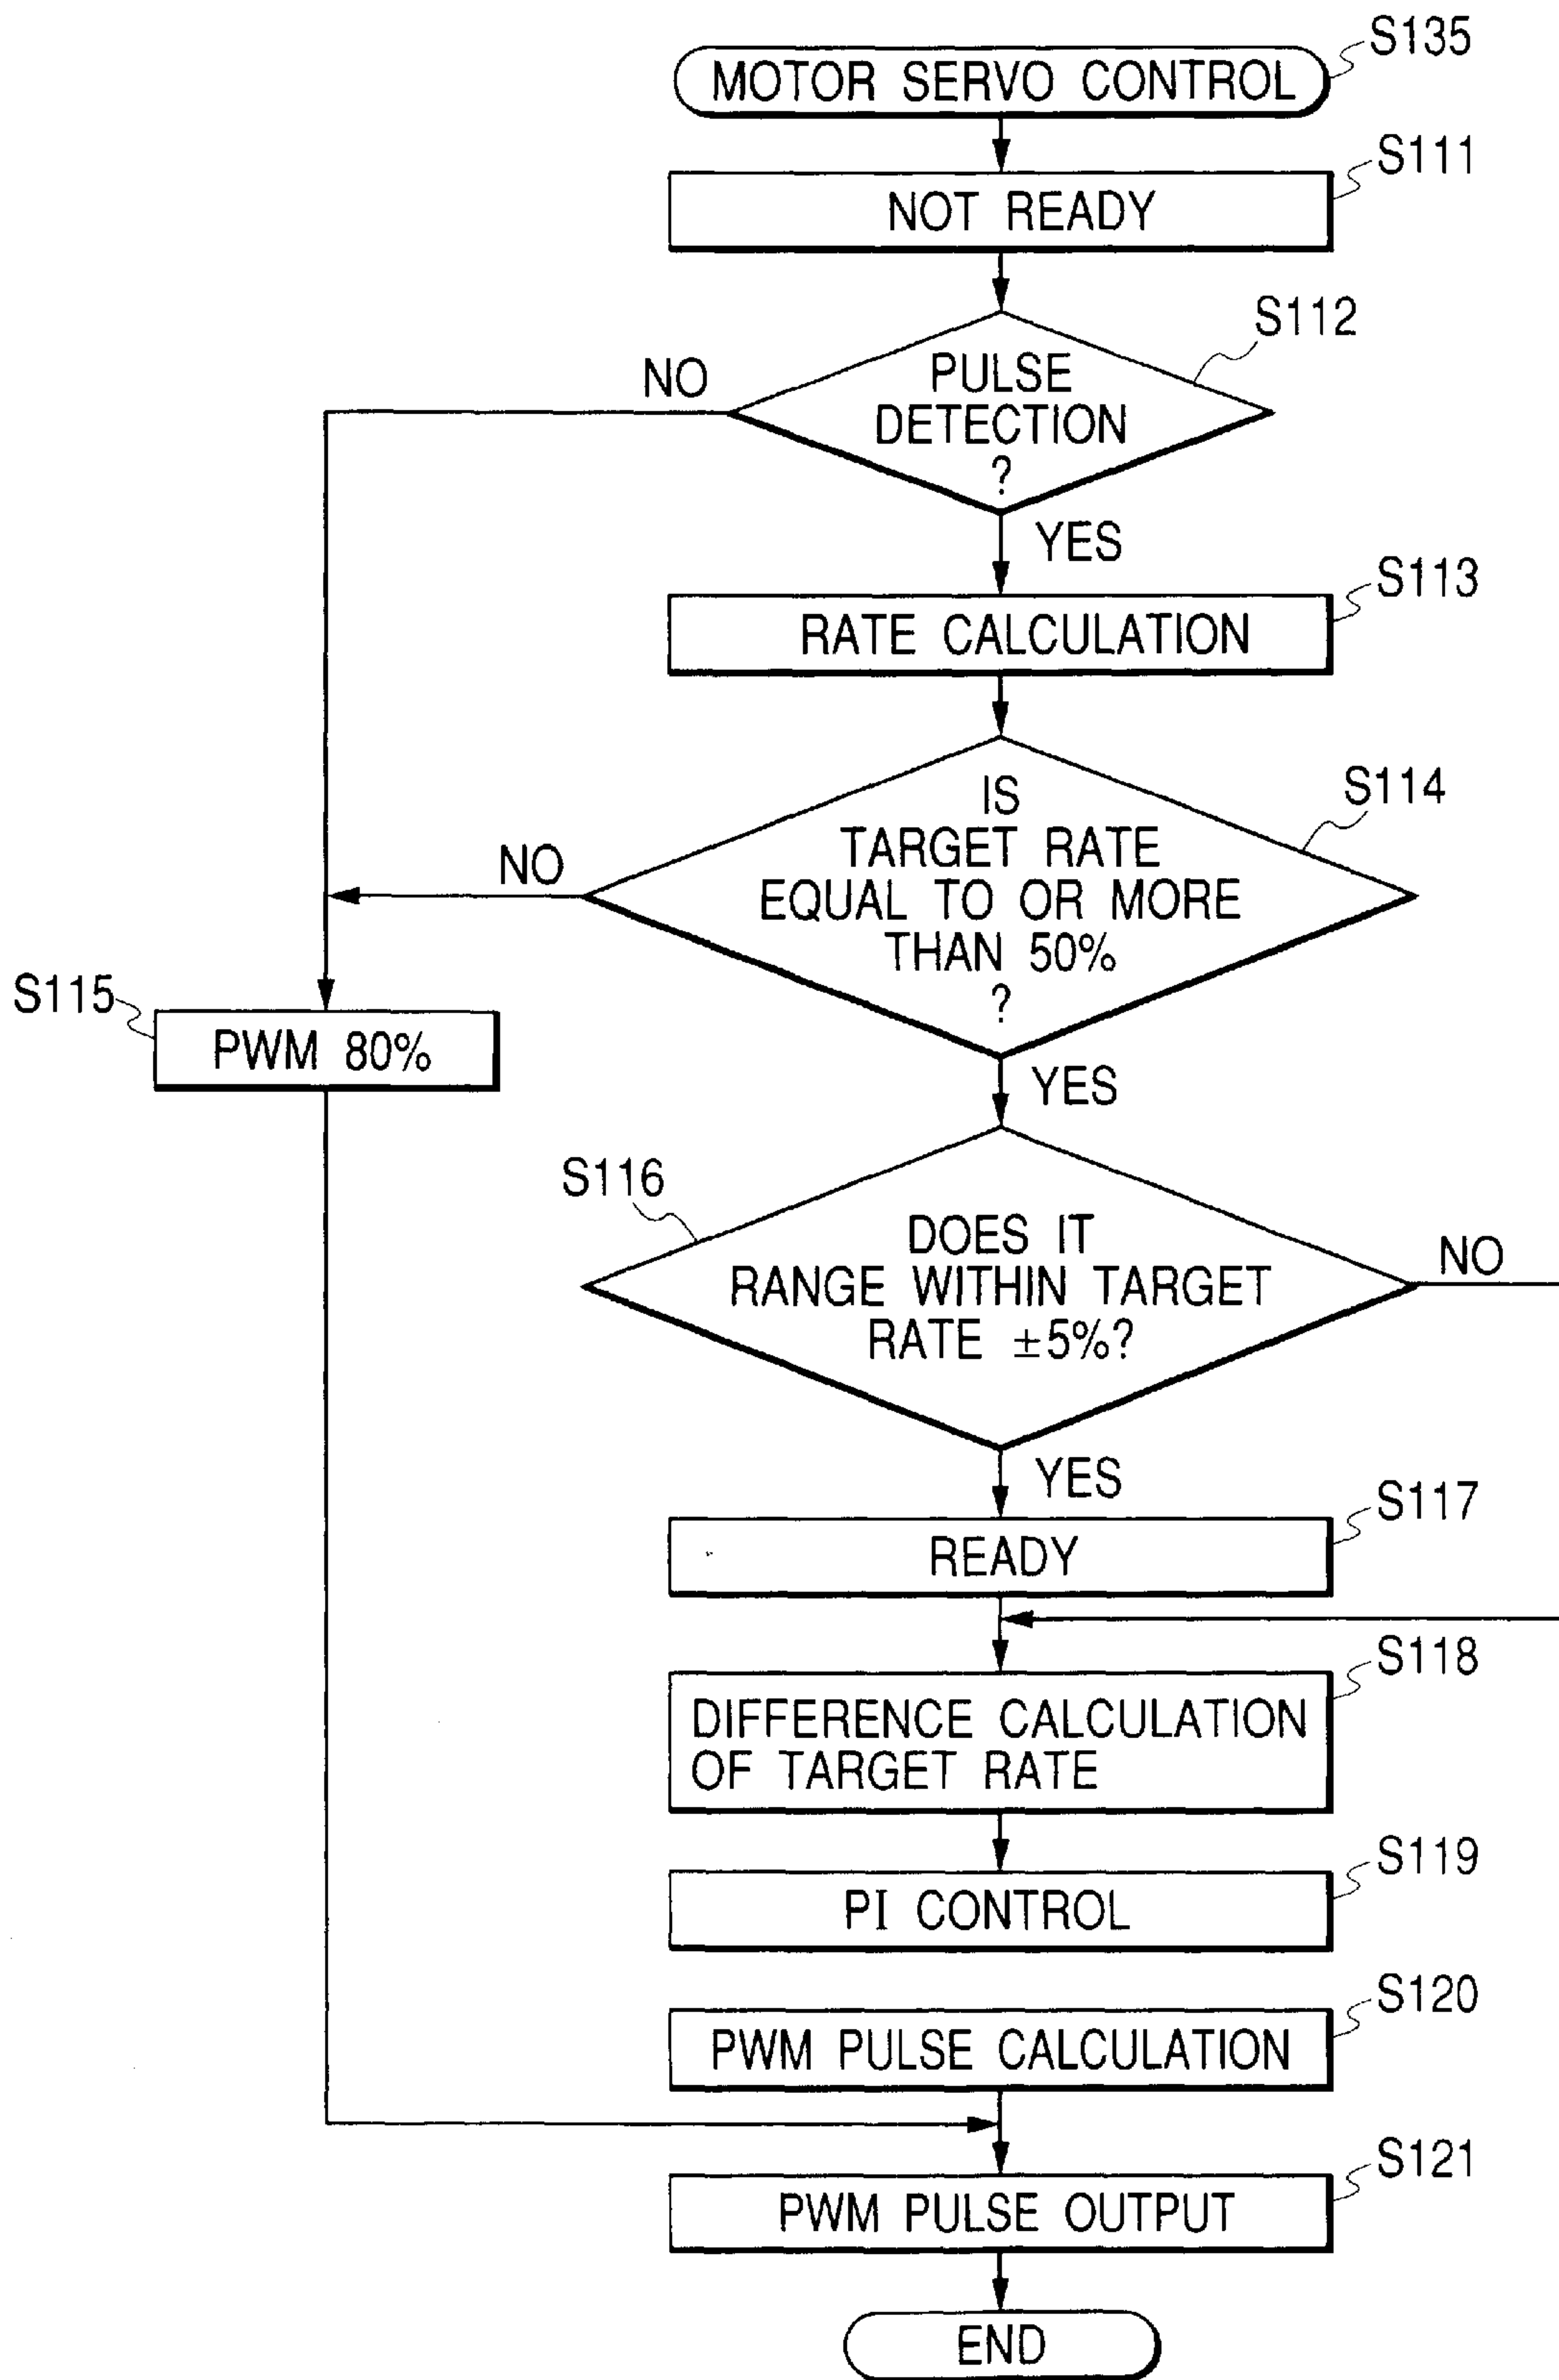 MOTOR SERVO CONTROL
S135
NOT READY
S111
PULSE
DETECTION
?
S112
NO
YES
RATE CALCULATION
S113
IS
TARGET RATE
EQUAL TO OR MORE
THAN 50%
?
S114
NO
YES
S115
PWM 80%
S116
DOES IT
RANGE WITHIN TARGET
RATE ±5%?
NO
YES
READY
S117
DIFFERENCE CALCULATION
OF TARGET RATE
S118
PI CONTROL
S119
PWM PULSE CALCULATION
S120
PWM PULSE OUTPUT
S121
END